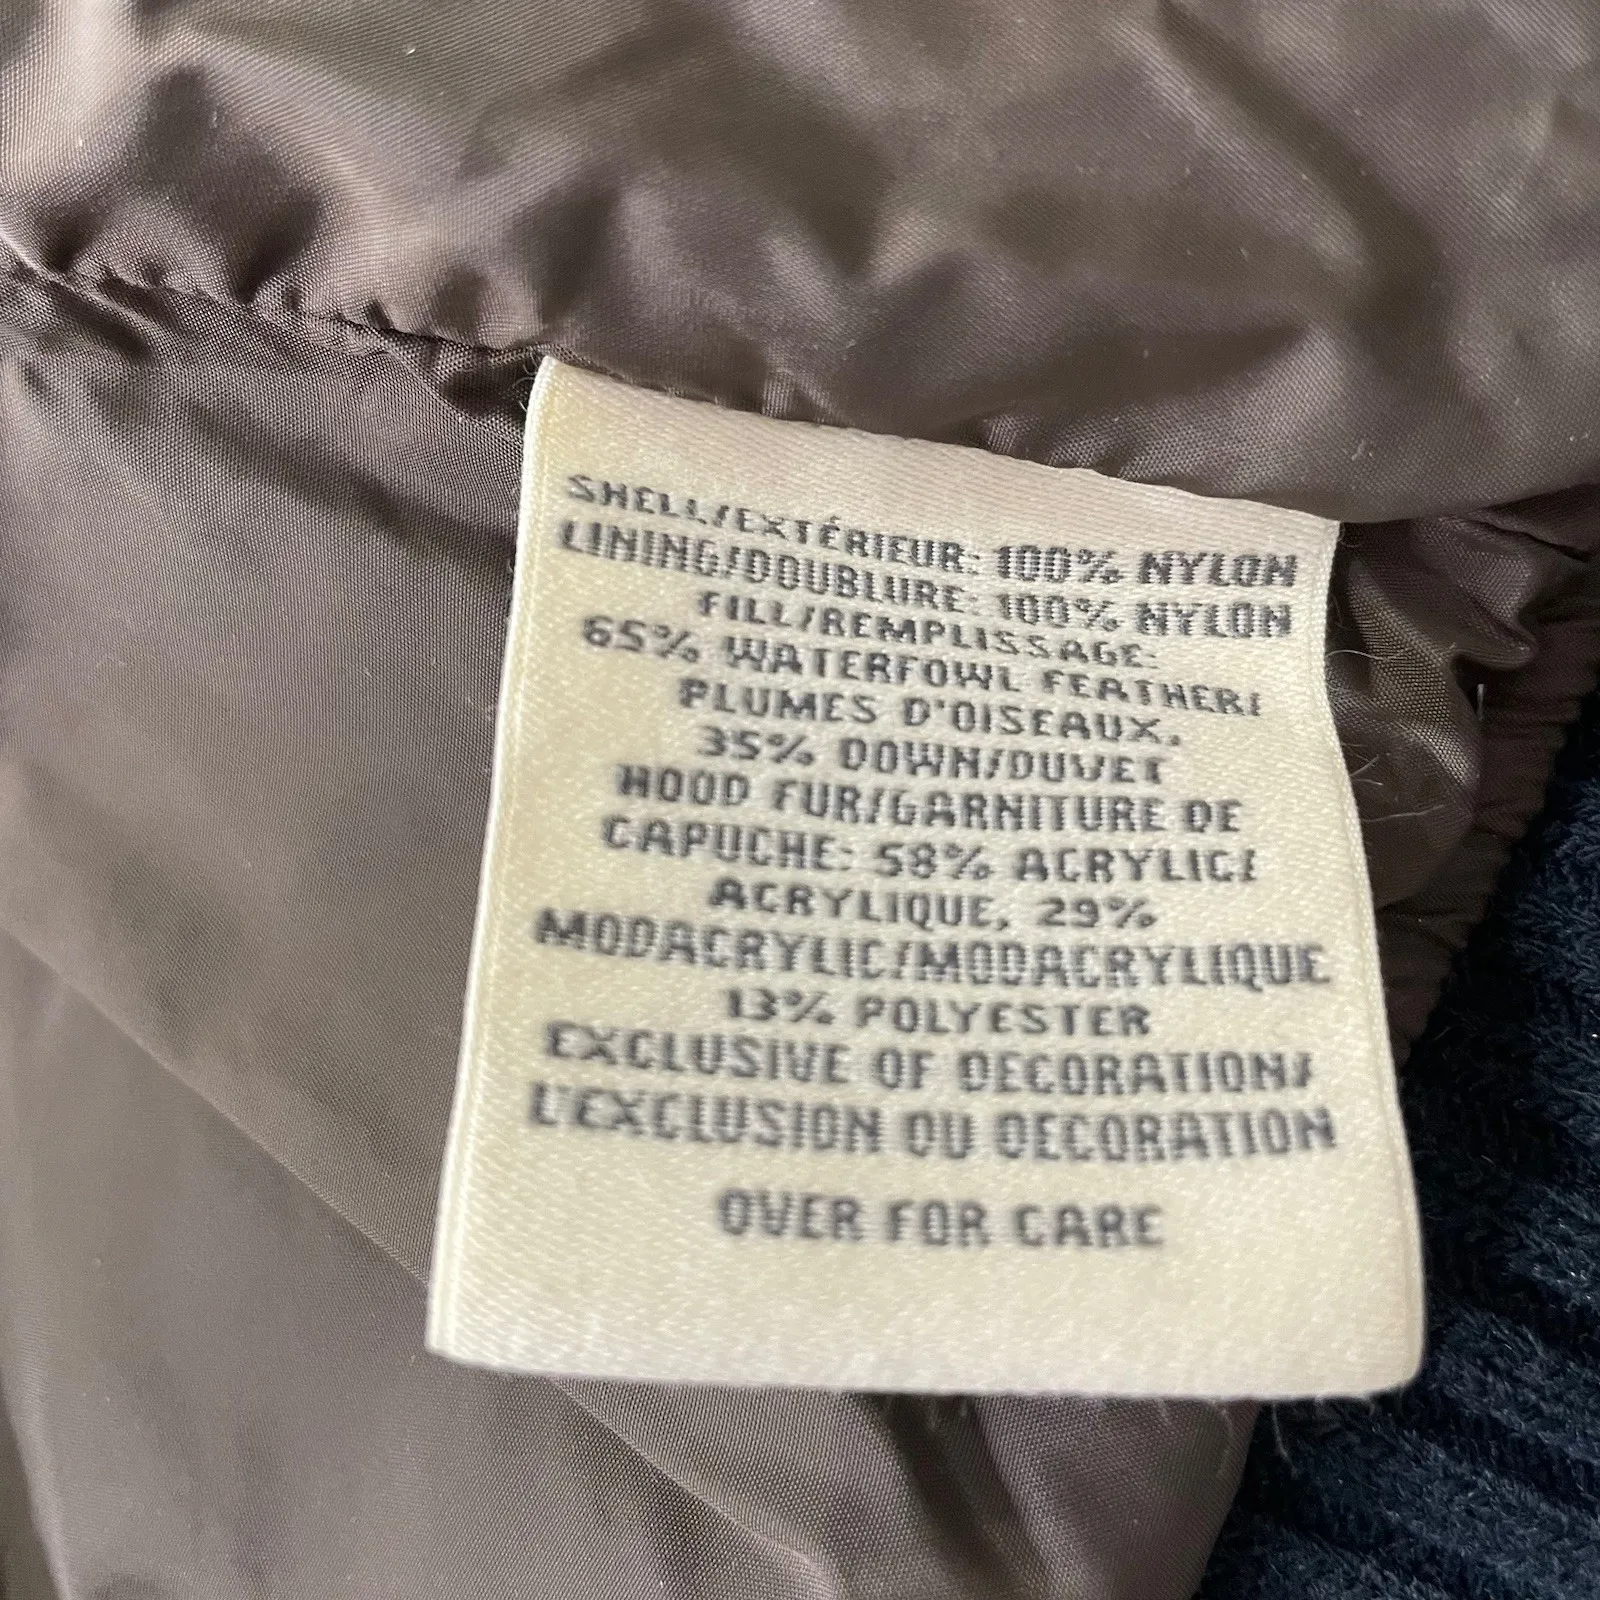 SHELL/EXTÉRIEUR: 100% NYLON
LINING/DOUBLURE: 100% NYLON
FILL/REMPLISSAGE:
65% WATERFOWL FEATHER/
PLUMES D'OISEAUX.
35% DOWN/DUVET
HOOD FUR/GARNITURE DE
CAPUCHE: 58% ACRYLIC/
ACRYLIQUE, 29%
MODACRYLIC/MODACRYLIQUE
13% POLYESTER
EXCLUSIVE OF DECORATION/
L'EXCLUSION OU DECORATION
OVER FOR CARE